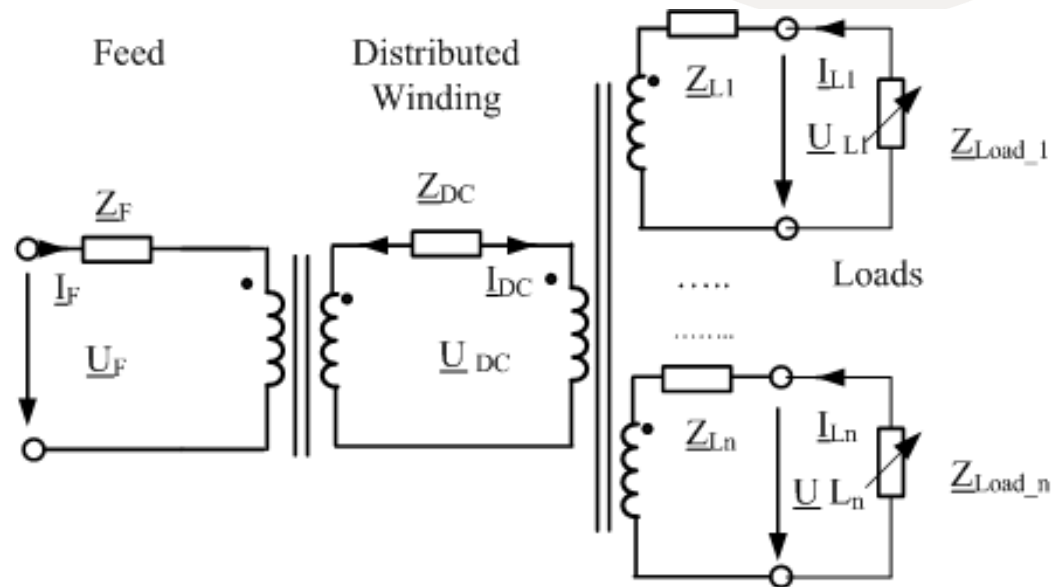 Feed
Distributed
Winding
Z_L1
I_L1
U_L1
Z_Load_1
Z_F
Z_DC
I_F
I_DC
U_F
U_DC
.....
Loads
........
Z_Ln
I_Ln
U_Ln
Z_Load_n